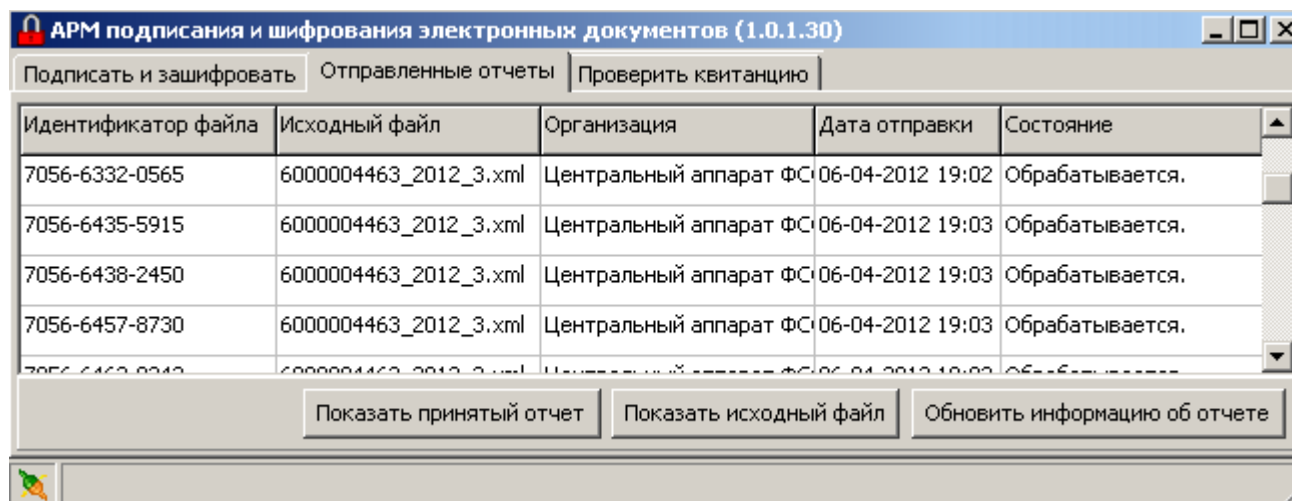 АРМ подписания и шифрования электронных документов (1.0.1.30)
Подписать и зашифровать Отправленные отчеты Проверить квитанцию
Идентификатор файла Исходный файл Организация Дата отправки Состояние
7056-6332-0565 6000004463_2012_3.xml Центральный аппарат ФС 06-04-2012 19:02 Обрабатывается.
7056-6435-5915 6000004463_2012_3.xml Центральный аппарат ФС 06-04-2012 19:03 Обрабатывается.
7056-6438-2450 6000004463_2012_3.xml Центральный аппарат ФС 06-04-2012 19:03 Обрабатывается.
7056-6457-8730 6000004463_2012_3.xml Центральный аппарат ФС 06-04-2012 19:03 Обрабатывается.
Показать принятый отчет Показать исходный файл Обновить информацию об отчете